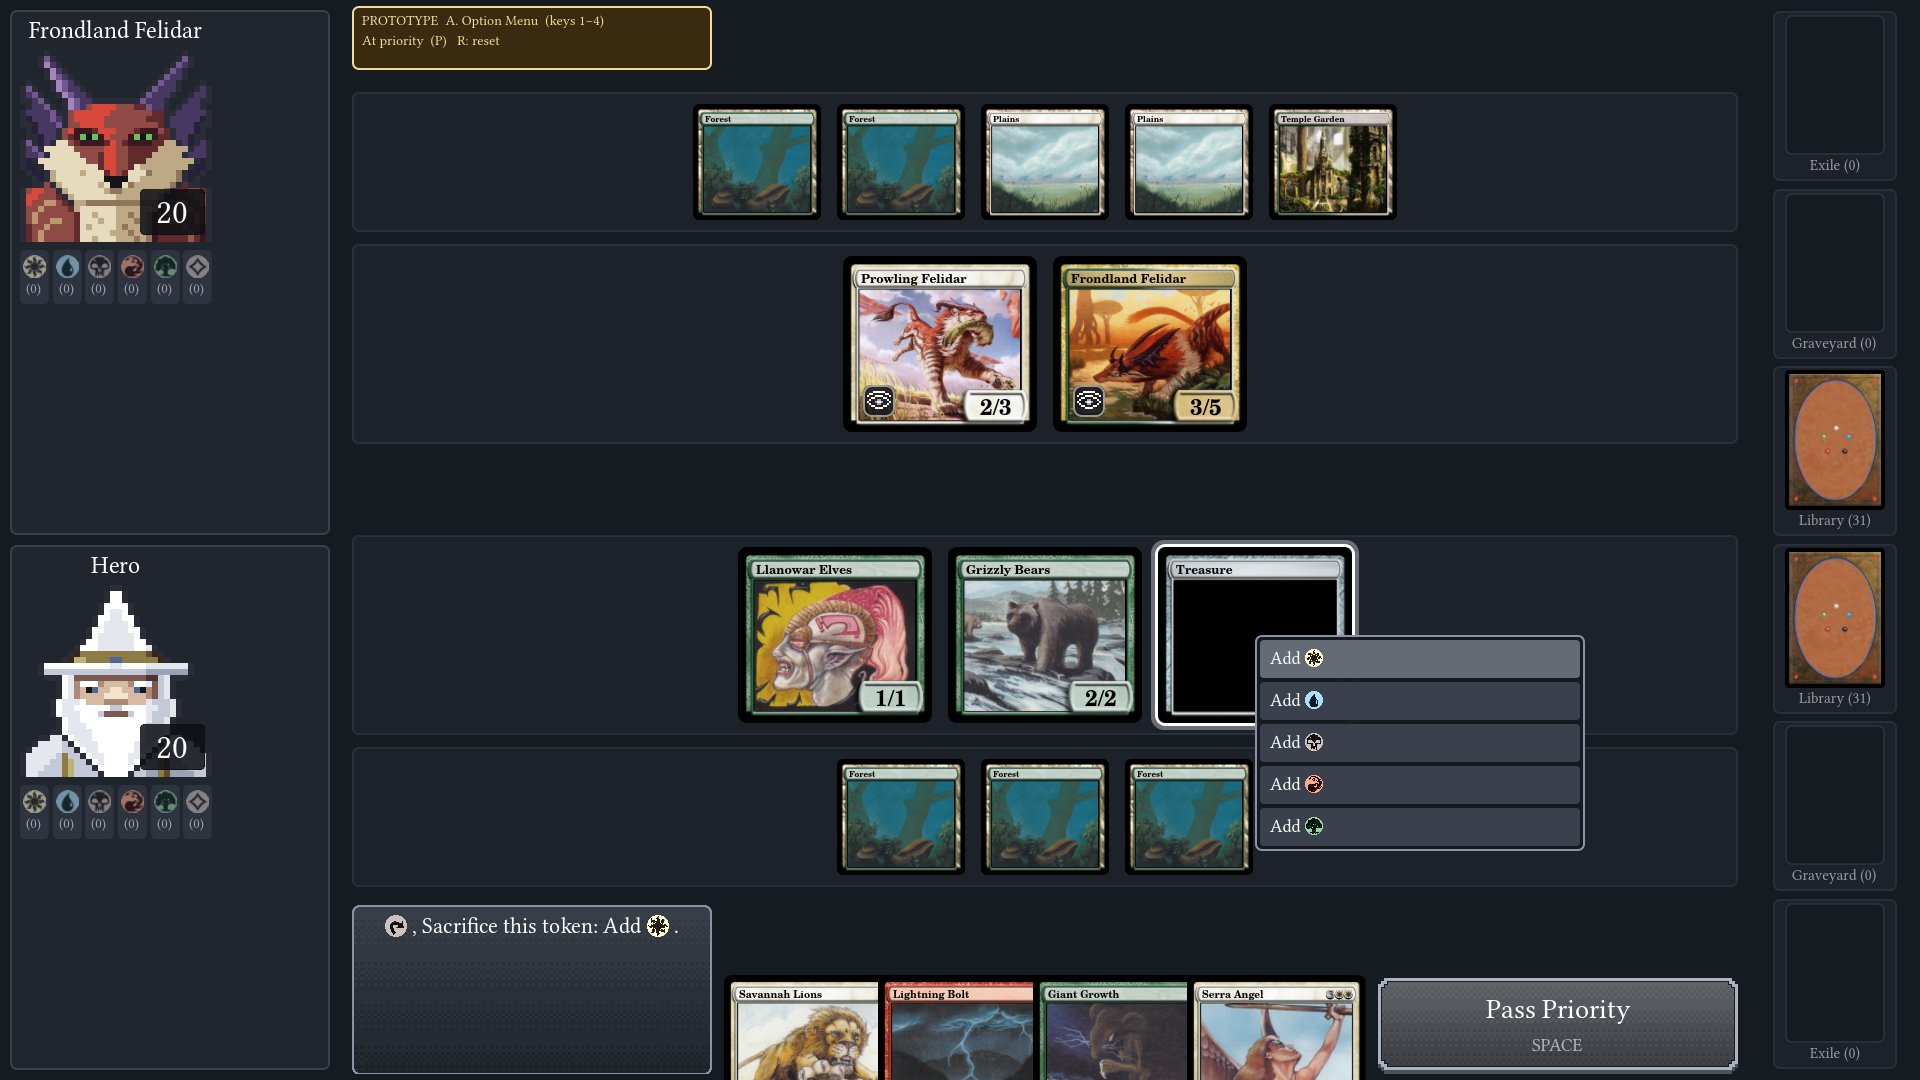 Frondland Felidar
20
(0) (0) (0) (0) (0) (0)
PROTOTYPE A. Option Menu (keys 1–4)
At priority (P) R: reset
Forest
Forest
Plains
Plains
Temple Garden
Prowling Felidar
2/3
Frondland Felidar
3/5
Exile (0)
Graveyard (0)
Library (31)
Hero
20
(0) (0) (0) (0) (0) (0)
Llanowar Elves
1/1
Grizzly Bears
2/2
Treasure
Add
Add
Add
Add
Add
Forest
Forest
Forest
Library (31)
Graveyard (0)
Exile (0)
, Sacrifice this token: Add .
Savannah Lions
Lightning Bolt
Giant Growth
Serra Angel
3
Pass Priority
SPACE